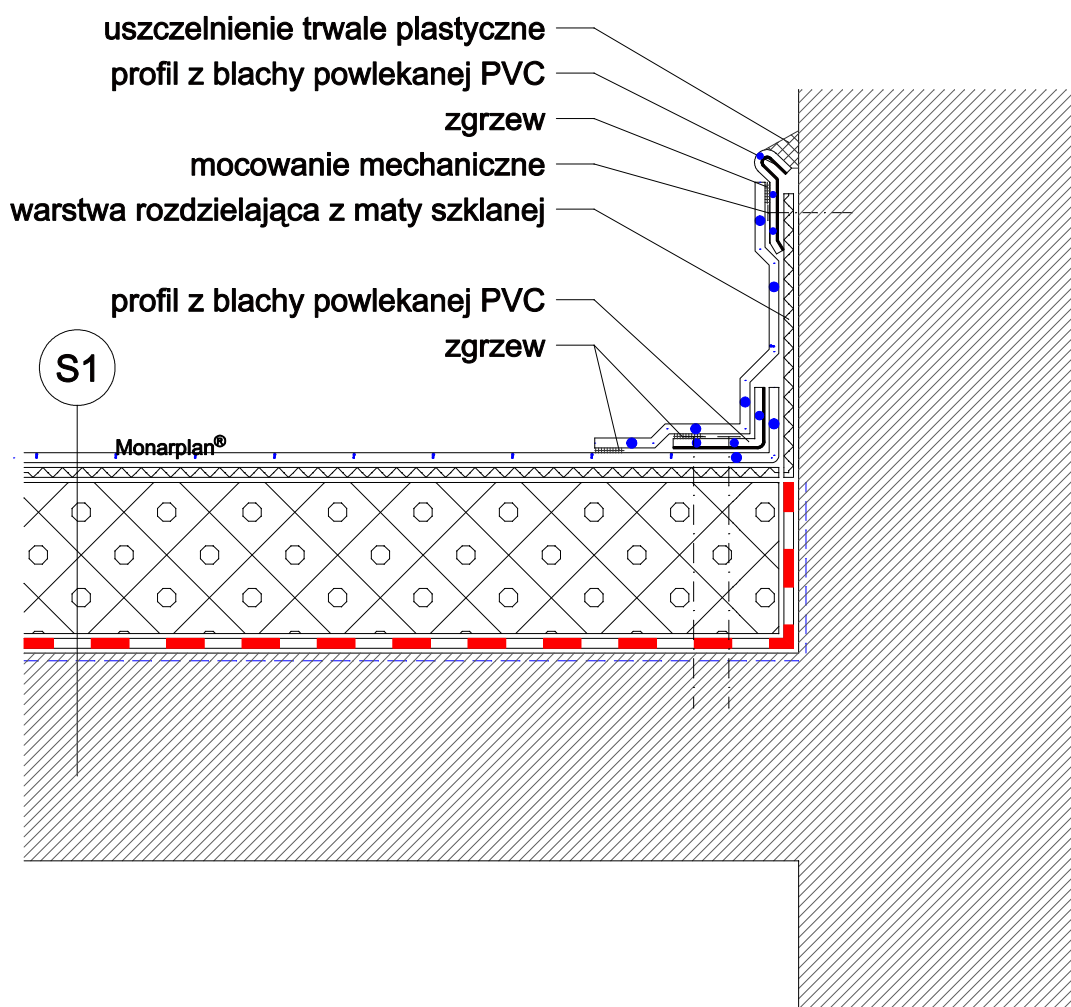 uszczelnienie trwale plastyczne
profil z blachy powlekanej PVC
zgrzew
mocowanie mechaniczne
warstwa rozdzielająca z maty szklanej
profil z blachy powlekanej PVC
zgrzew
S1
Monarplan®